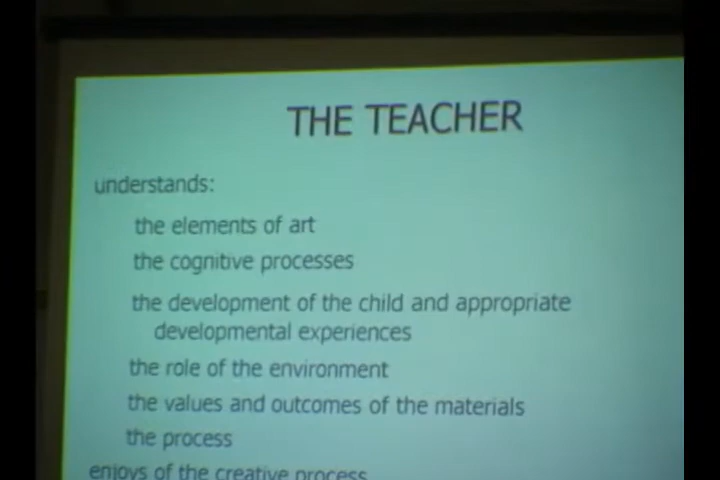 THE TEACHER
understands:
the elements of art
the cognitive processes
the development of the child and appropriate
developmental experiences
the role of the environment
the values and outcomes of the materials
the process
enjoys of the creative process